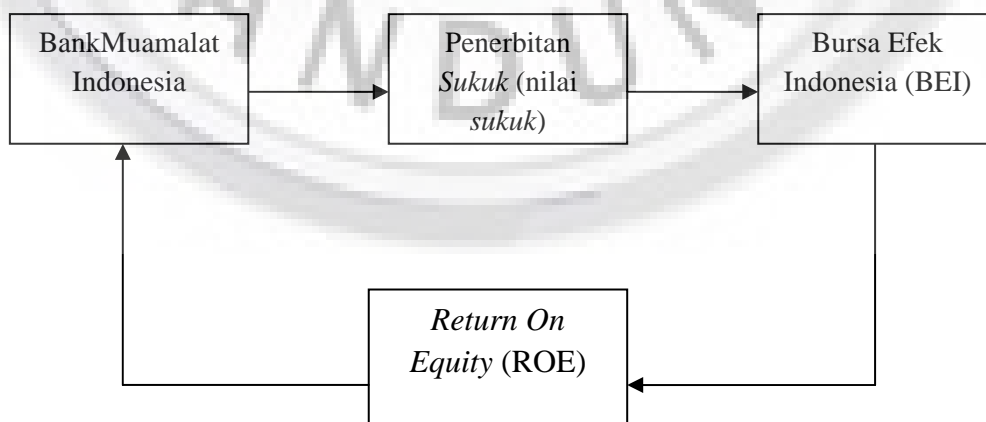 BankMuamalat
Indonesia
Penerbitan
Sukuk (nilai
sukuk)
Bursa Efek
Indonesia (BEI)
Return On
Equity (ROE)